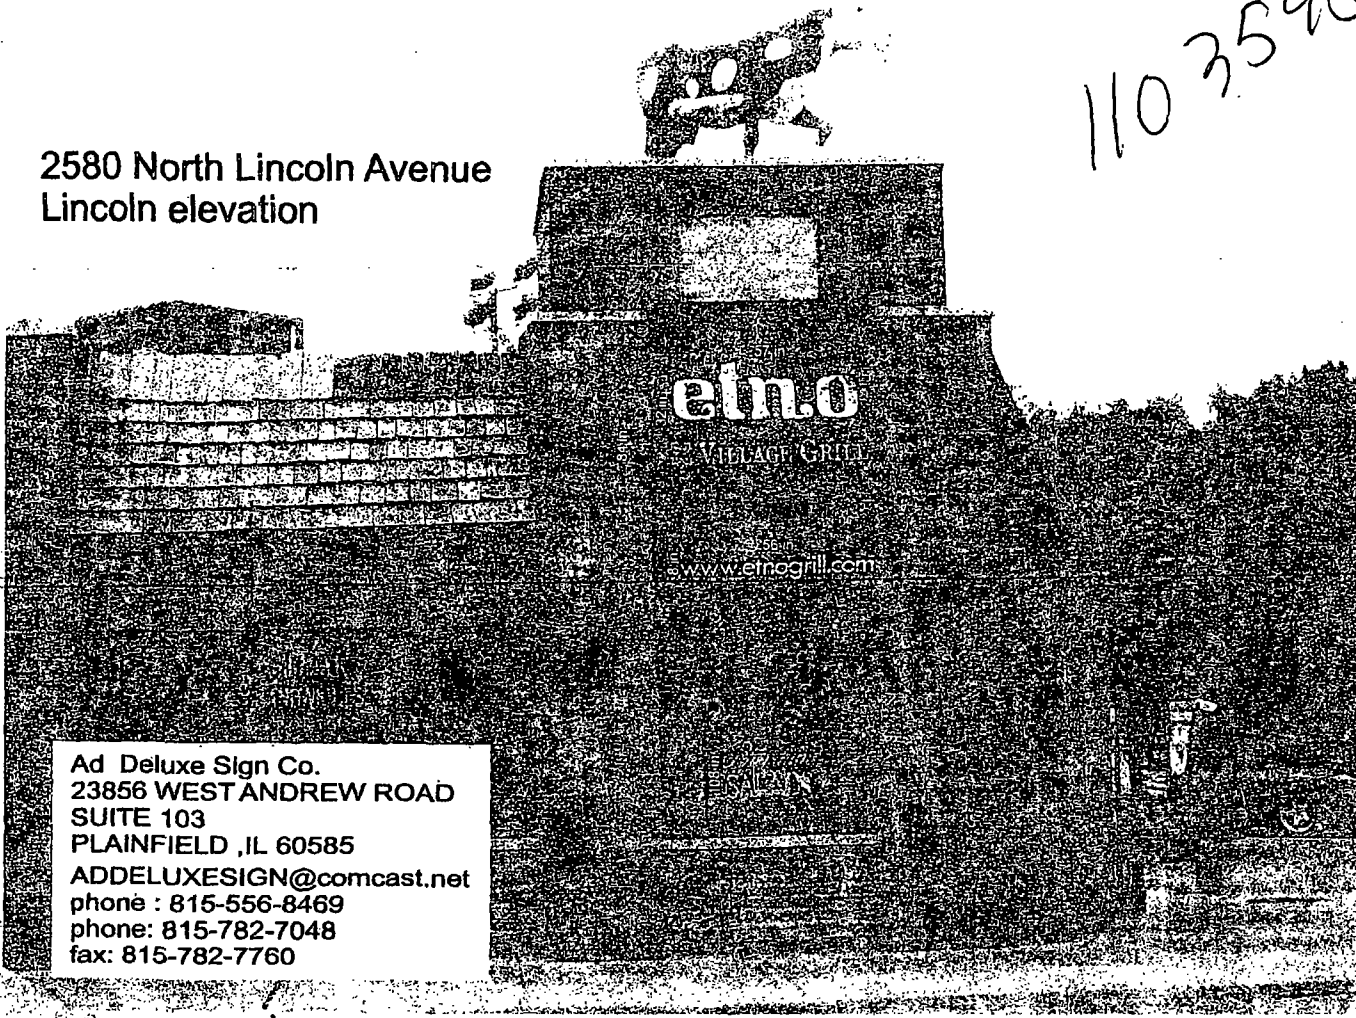 2580 North Lincoln Avenue
Lincoln elevation
etno
VILLAGE GRILL
www.etnogrill.com
SALON
Ad Deluxe Sign Co.
23856 WEST ANDREW ROAD
SUITE 103
PLAINFIELD ,IL 60585
ADDELUXESIGN@comcast.net
phone : 815-556-8469
phone: 815-782-7048
fax: 815-782-7760